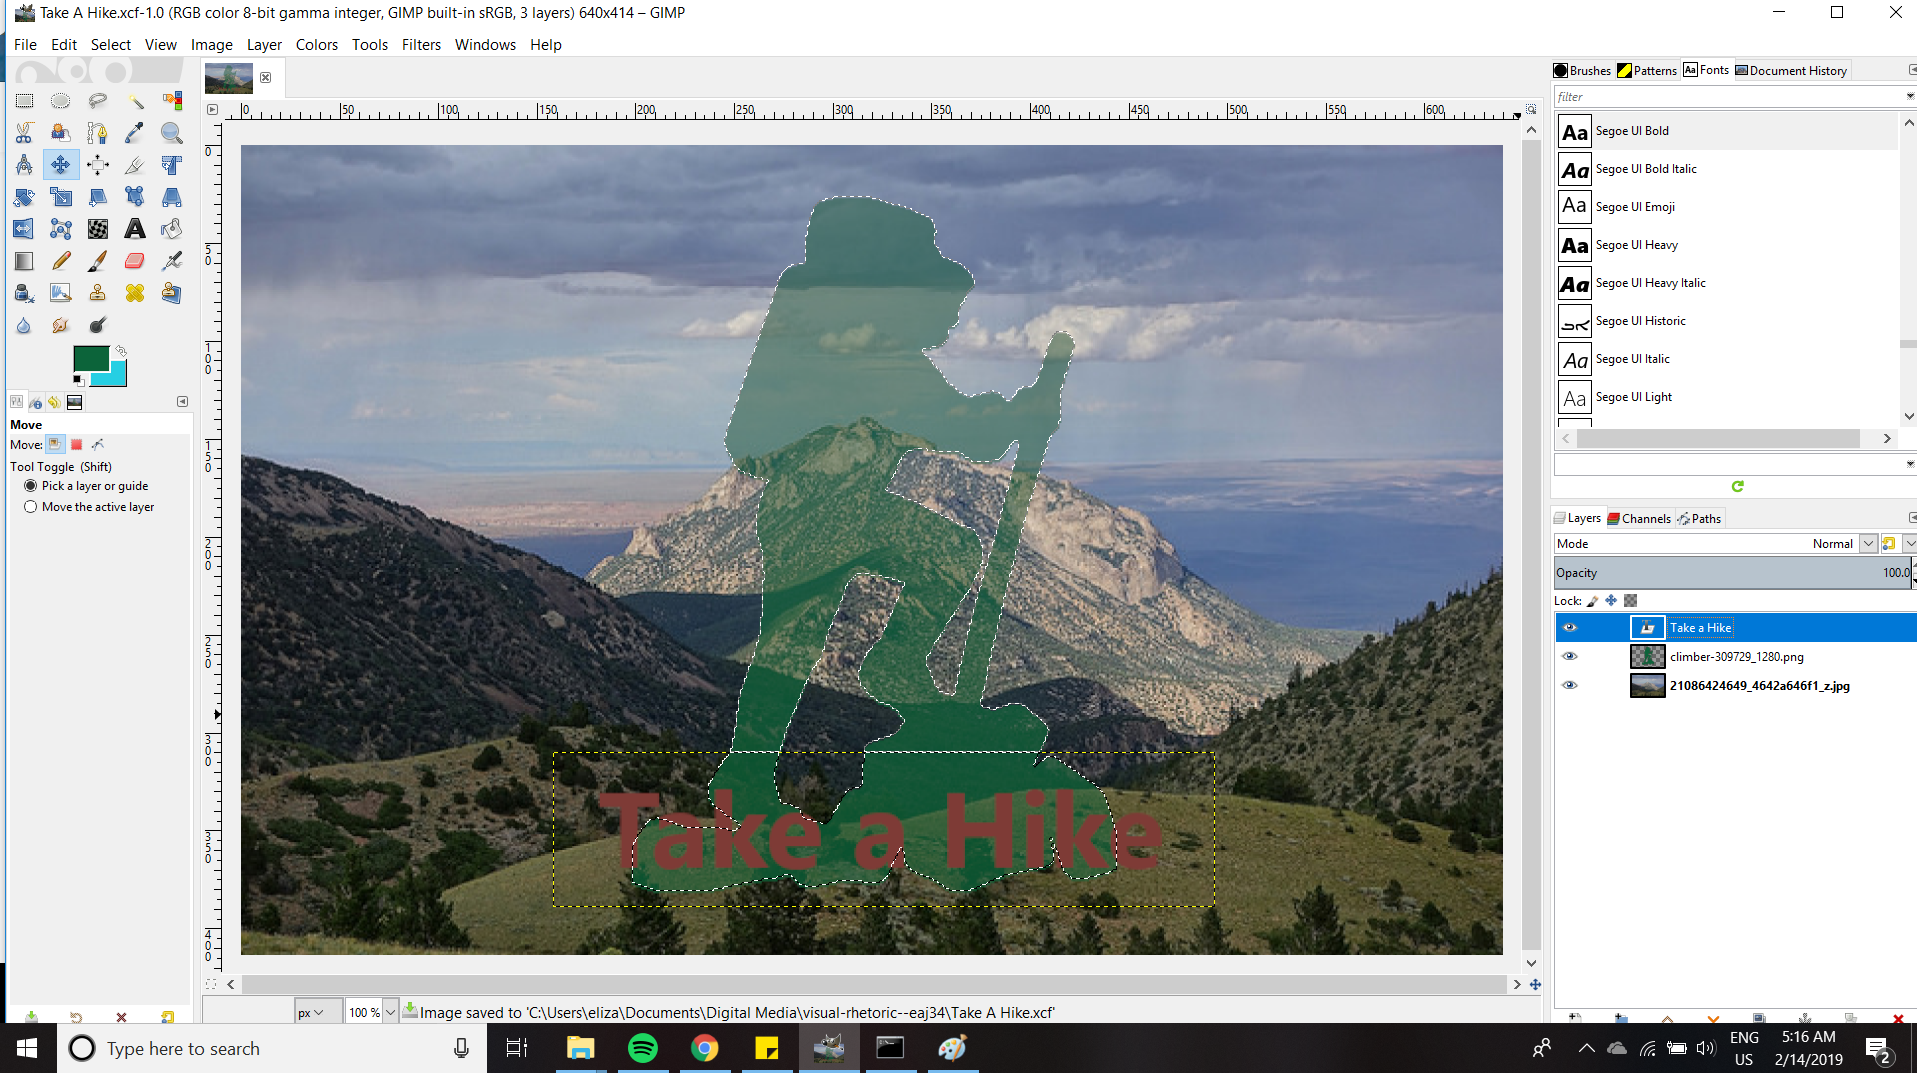 Take A Hike.xcf-1.0 (RGB color 8-bit gamma integer, GIMP built-in sRGB, 3 layers) 640x414 – GIMP
File Edit Select View Image Layer Colors Tools Filters Windows Help
Brushes Patterns Aa Fonts Document History
filter
0 50 100 150 200 250 300 350 400 450 500 550 600
0
50
100
150
200
250
300
350
400
Aa Segoe UI Bold
Aa Segoe UI Bold Italic
Aa Segoe UI Emoji
Aa Segoe UI Heavy
Aa Segoe UI Heavy Italic
Segoe UI Historic
Aa Segoe UI Italic
Aa Segoe UI Light
Move
Move:
Tool Toggle (Shift)
Pick a layer or guide
Move the active layer
Layers Channels Paths
Mode Normal
Opacity 100.0
Lock:
Take a Hike
climber-309729_1280.png
21086424649_4642a646f1_z.jpg
Take a Hike
px 100 % Image saved to 'C:\Users\eliza\Documents\Digital Media\visual-rhetoric--eaj34\Take A Hike.xcf'
Type here to search
ENG
US
5:16 AM
2/14/2019
2